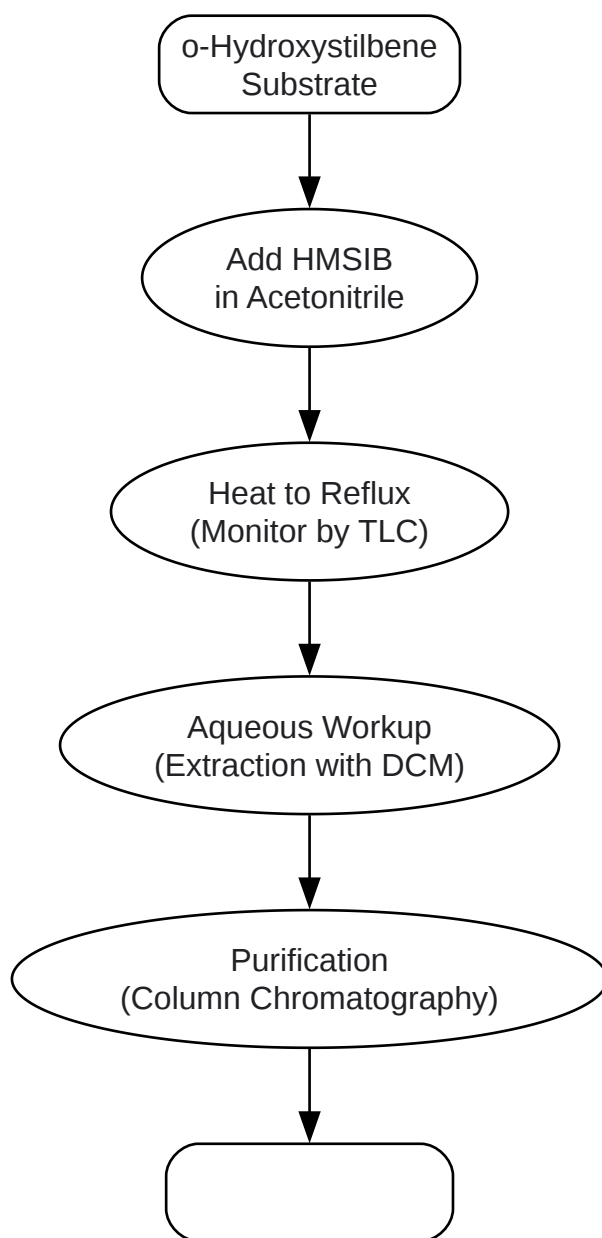 o-Hydroxystilbene
Substrate
Add HMSIB
in Acetonitrile
Heat to Reflux
(Monitor by TLC)
Aqueous Workup
(Extraction with DCM)
Purification
(Column Chromatography)